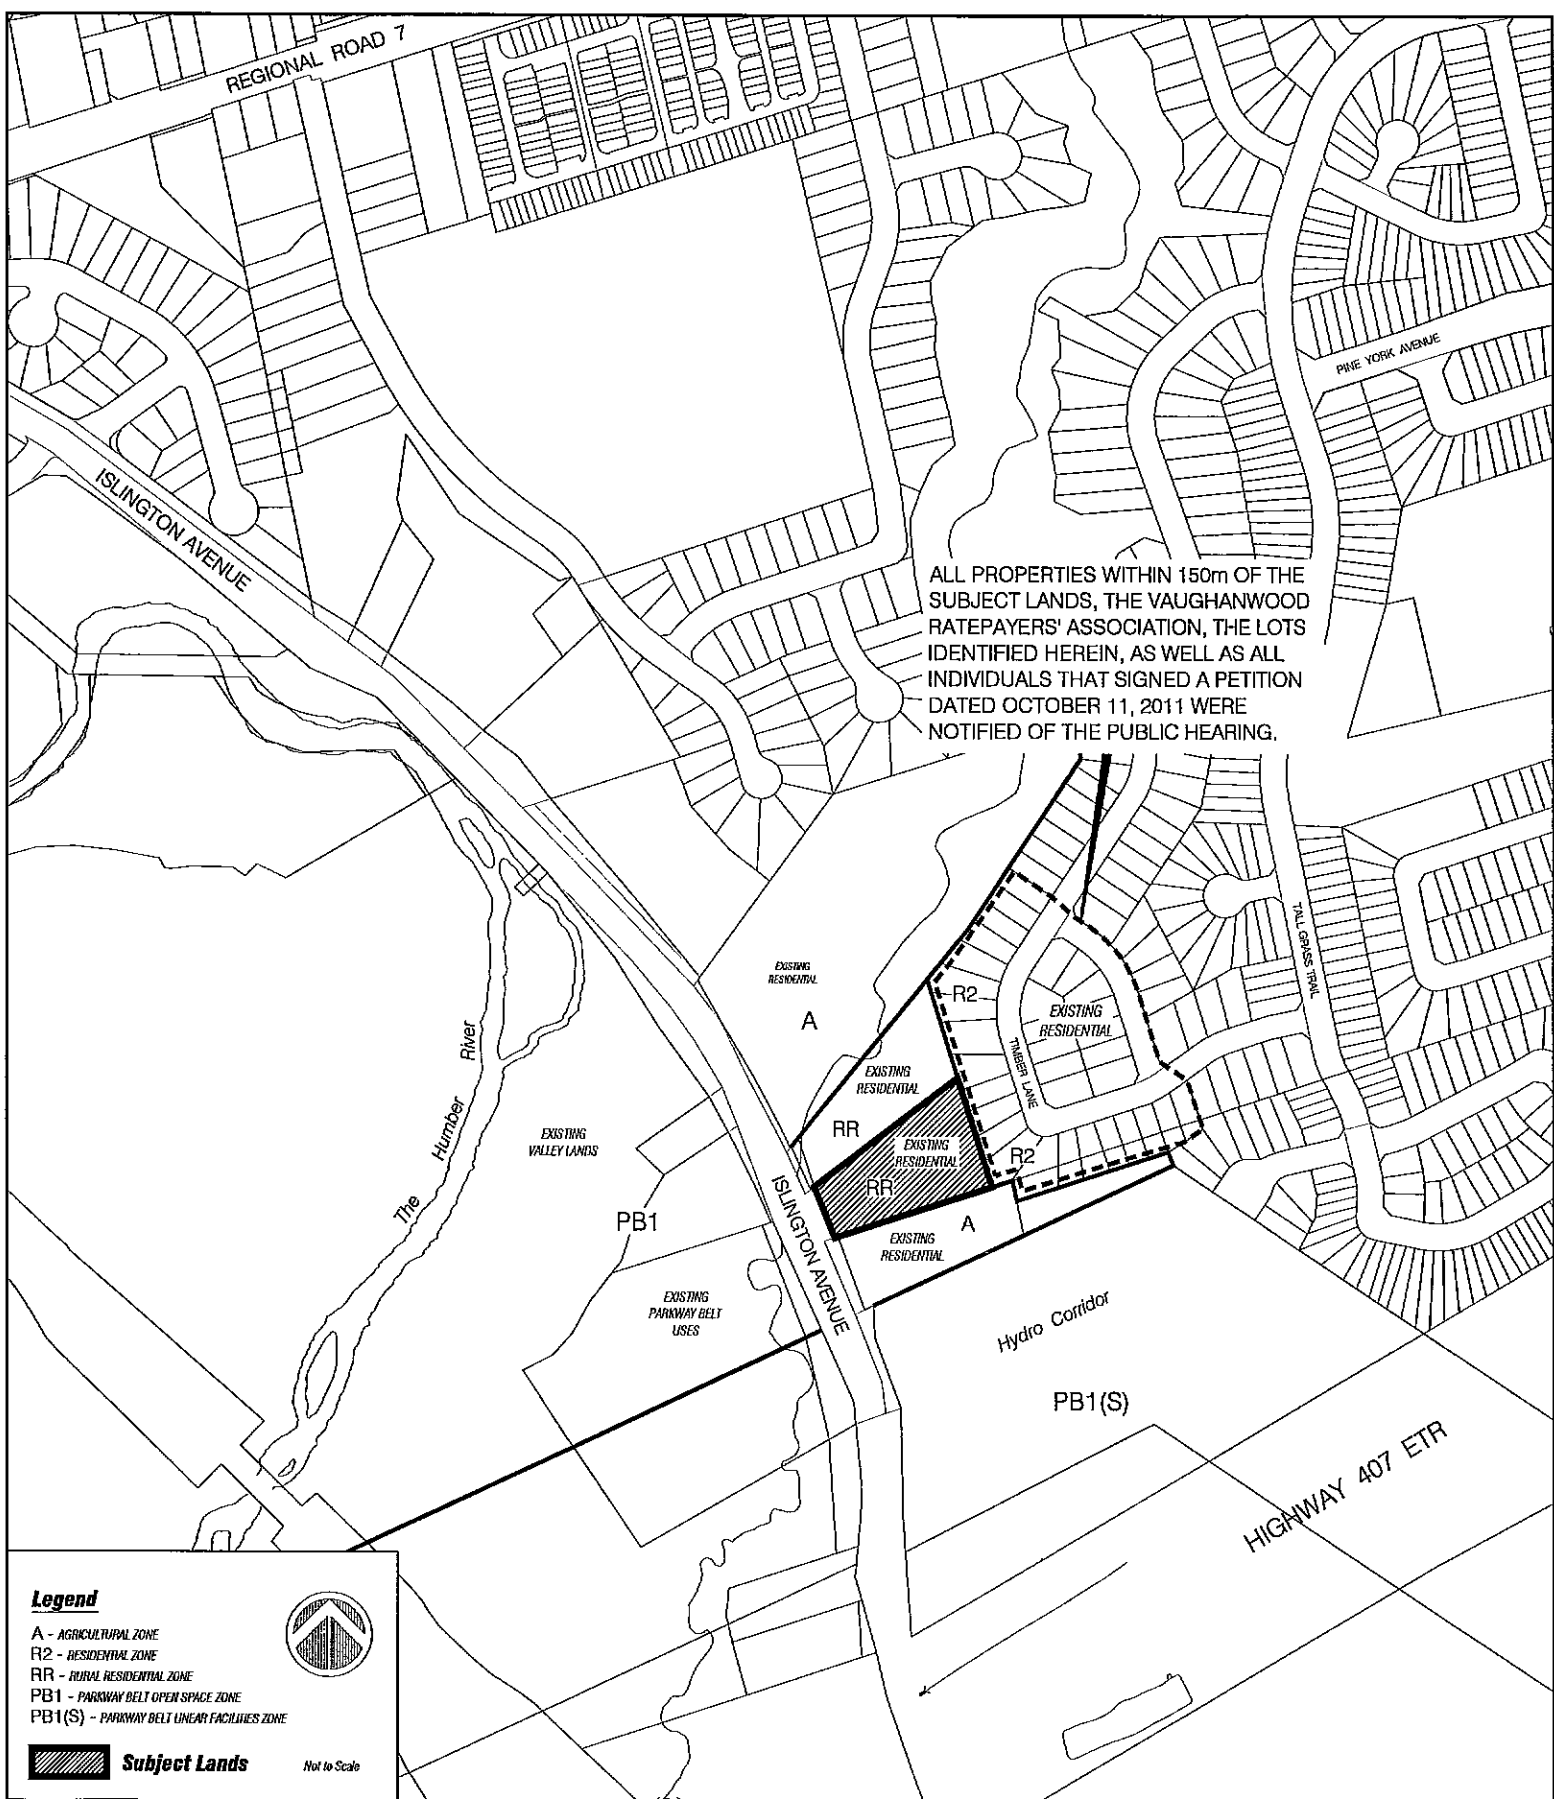 REGIONAL ROAD 7
PINE YORK AVENUE
ISLINGTON AVENUE
ALL PROPERTIES WITHIN 150m OF THE
SUBJECT LANDS, THE VAUGHANWOOD
RATEPAYERS' ASSOCIATION, THE LOTS
IDENTIFIED HEREIN, AS WELL AS ALL
INDIVIDUALS THAT SIGNED A PETITION
DATED OCTOBER 11, 2011 WERE
NOTIFIED OF THE PUBLIC HEARING.
TALL GRASS TRAIL
EXISTING
RESIDENTIAL
A
R2
EXISTING
RESIDENTIAL
TIMBER LANE
EXISTING
RESIDENTIAL
RR
EXISTING
RESIDENTIAL
RR
R2
The Humber River
EXISTING
VALLEY LANDS
PB1
ISLINGTON AVENUE
A
EXISTING
RESIDENTIAL
EXISTING
PARKWAY BELT
USES
Hydro Corridor
PB1(S)
HIGHWAY 407 ETR
Legend
A - AGRICULTURAL ZONE
R2 - RESIDENTIAL ZONE
RR - RURAL RESIDENTIAL ZONE
PB1 - PARKWAY BELT OPEN SPACE ZONE
PB1(S) - PARKWAY BELT LINEAR FACILITIES ZONE
Subject Lands
Not to Scale